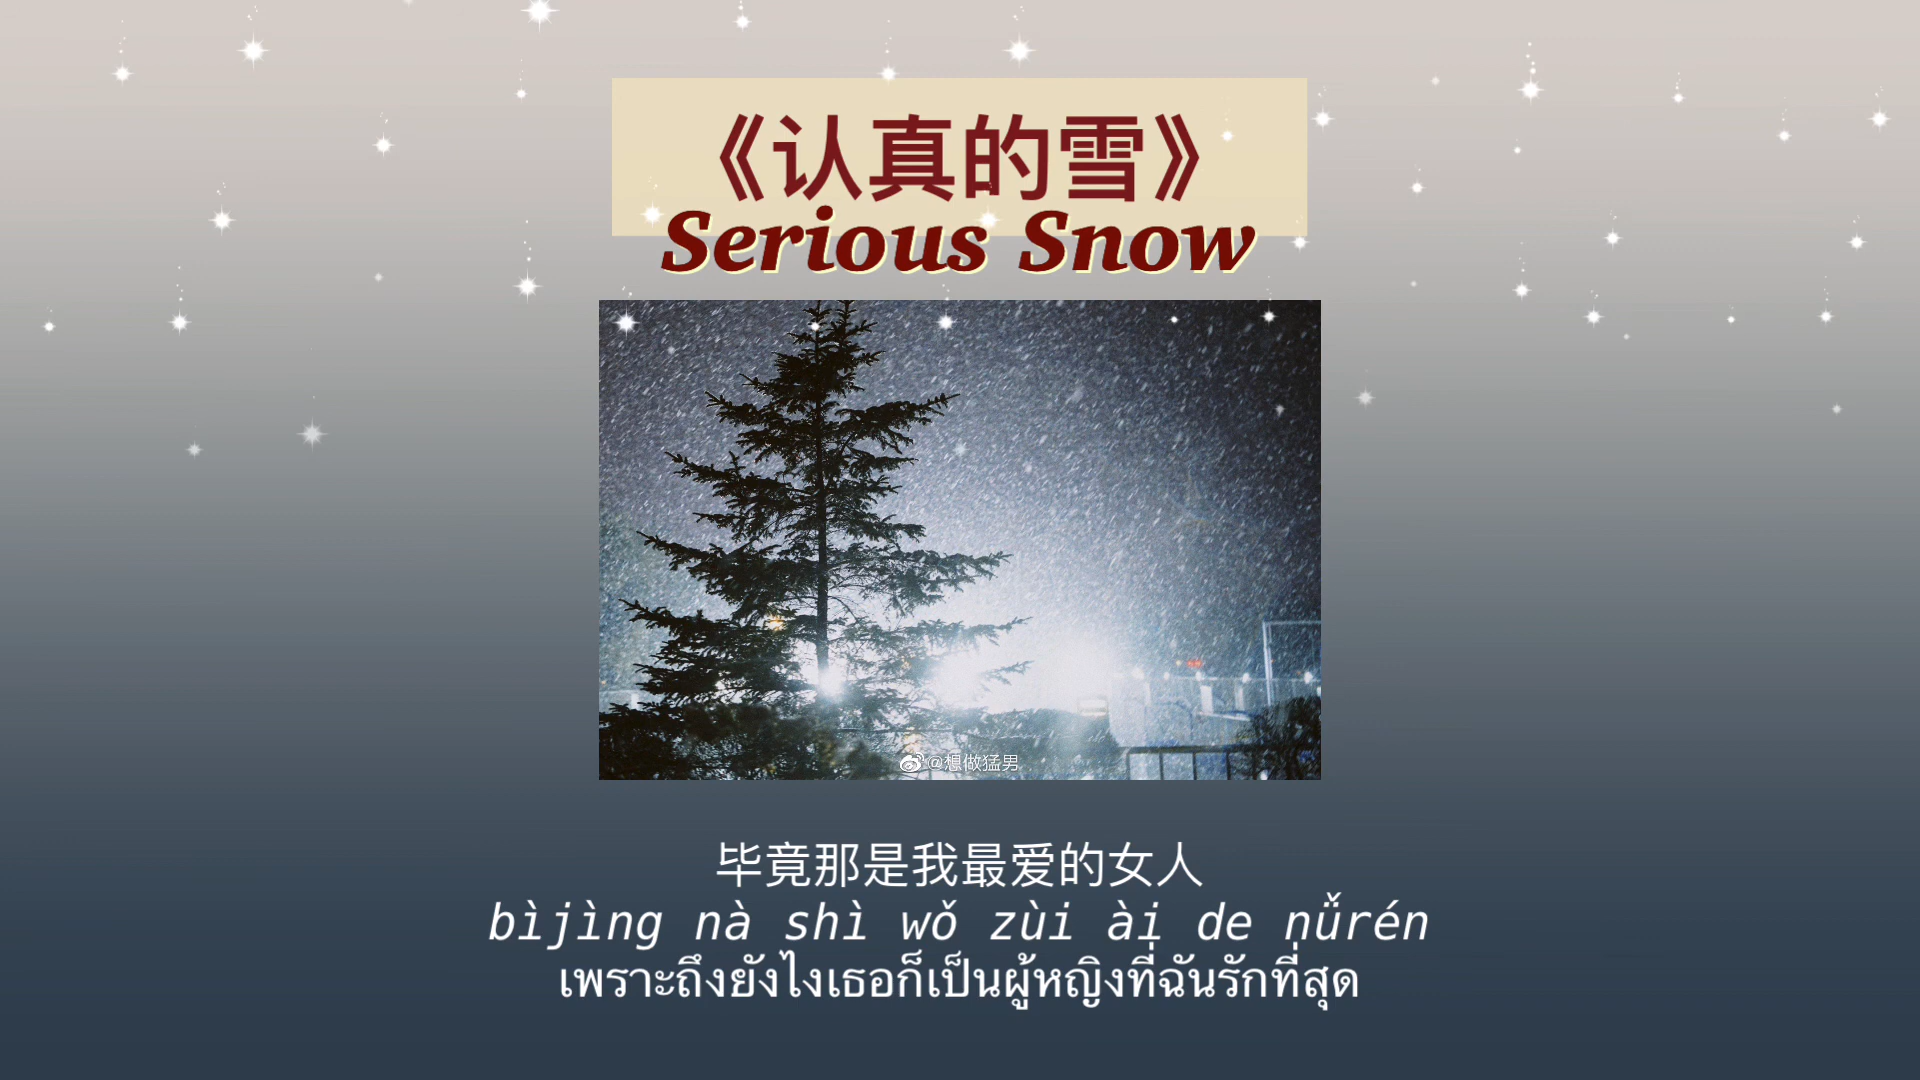 《认真的雪》
Serious Snow
@想做猛男
毕竟那是我最爱的女人
bìjìng nà shì wǒ zùi ài de nǚrén
เพราะถึงยังไงเธอก็เป็นผู้หญิงที่ฉันรักที่สุด